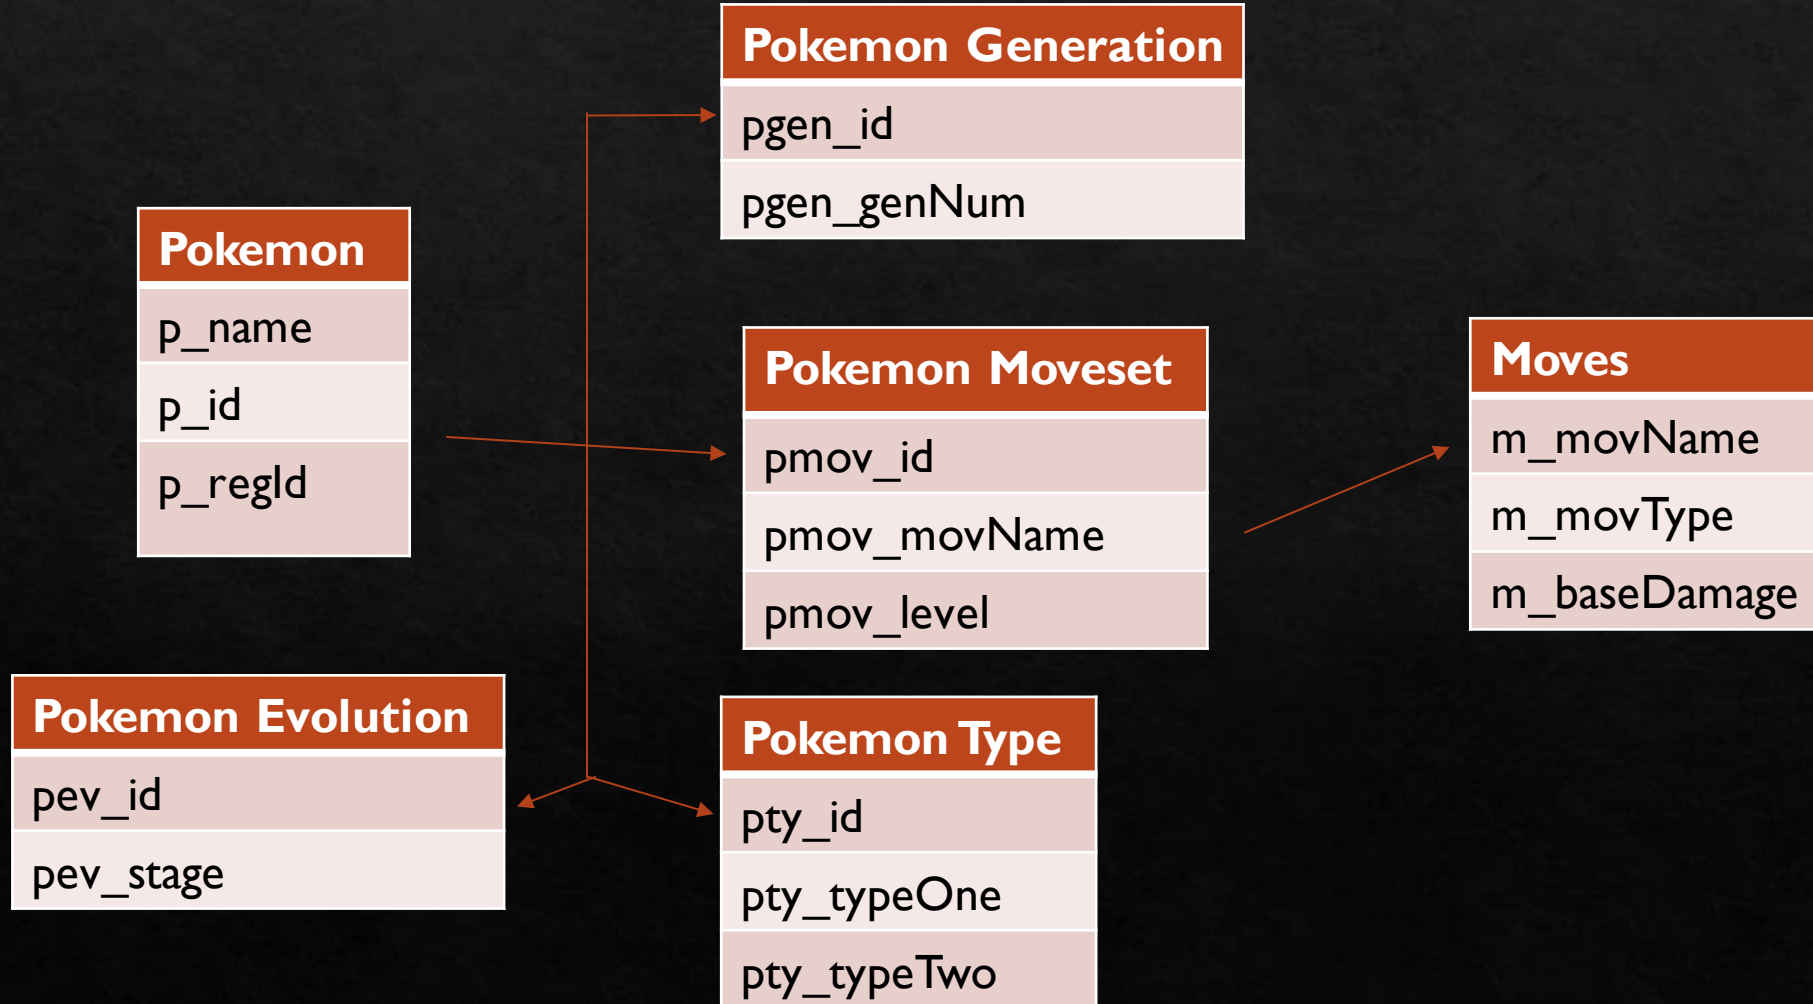 Pokemon Generation
pgen_id
pgen_genNum
Pokemon
p_name
p_id
p_regId
Pokemon Moveset
pmov_id
pmov_movName
pmov_level
Moves
m_movName
m_movType
m_baseDamage
Pokemon Evolution
pev_id
pev_stage
Pokemon Type
pty_id
pty_typeOne
pty_typeTwo